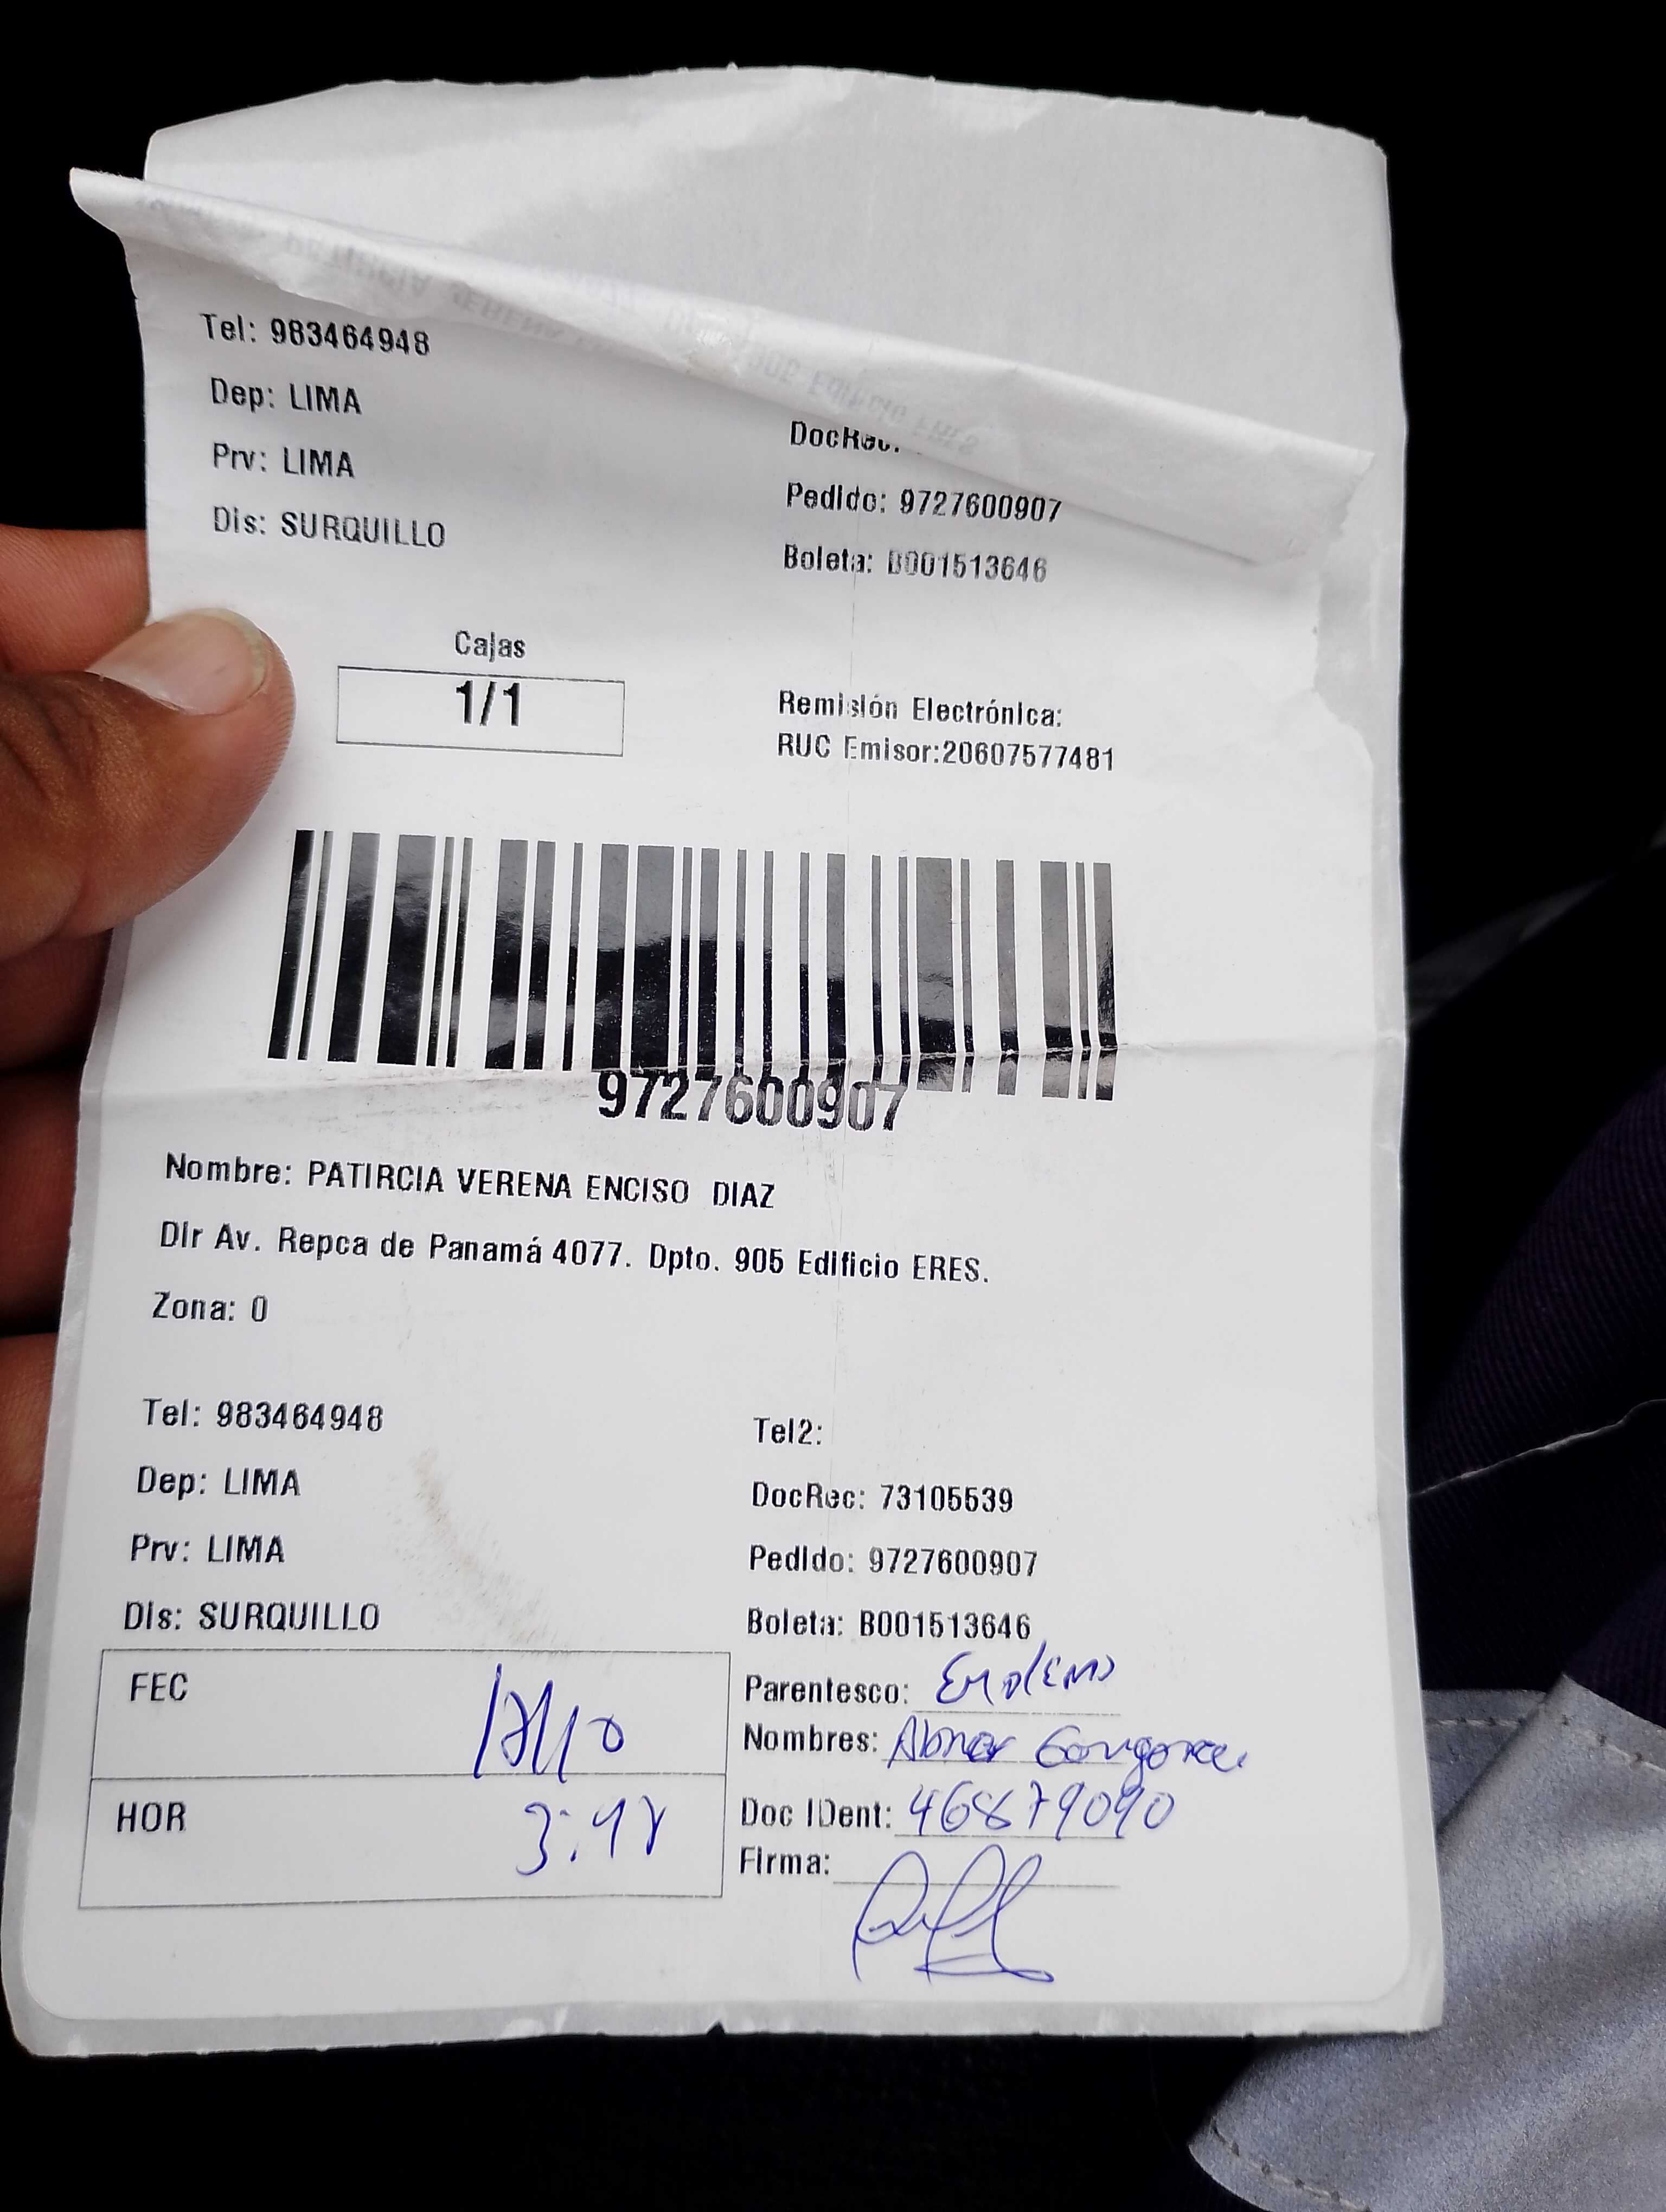 Tel: 983464948
Dep: LIMA
Prv: LIMA
Dis: SURQUILLO
DocRec:
Pedido: 9727600907
Boleta: B001513646
Cajas
1/1
Remisión Electrónica:
RUC Emisor:20607577481
9727600907
Nombre: PATIRCIA VERENA ENCISO DIAZ
Dir Av. Repca de Panamá 4077. Dpto. 905 Edificio ERES.
Zona: 0
Tel: 983464948
Dep: LIMA
Prv: LIMA
Dis: SURQUILLO
Tel2:
DocRec: 73105539
Pedido: 9727600907
Boleta: B001513646
FEC
HOR
Parentesco:
Nombres: Abner
Doc IDent: 46879090
Firma: